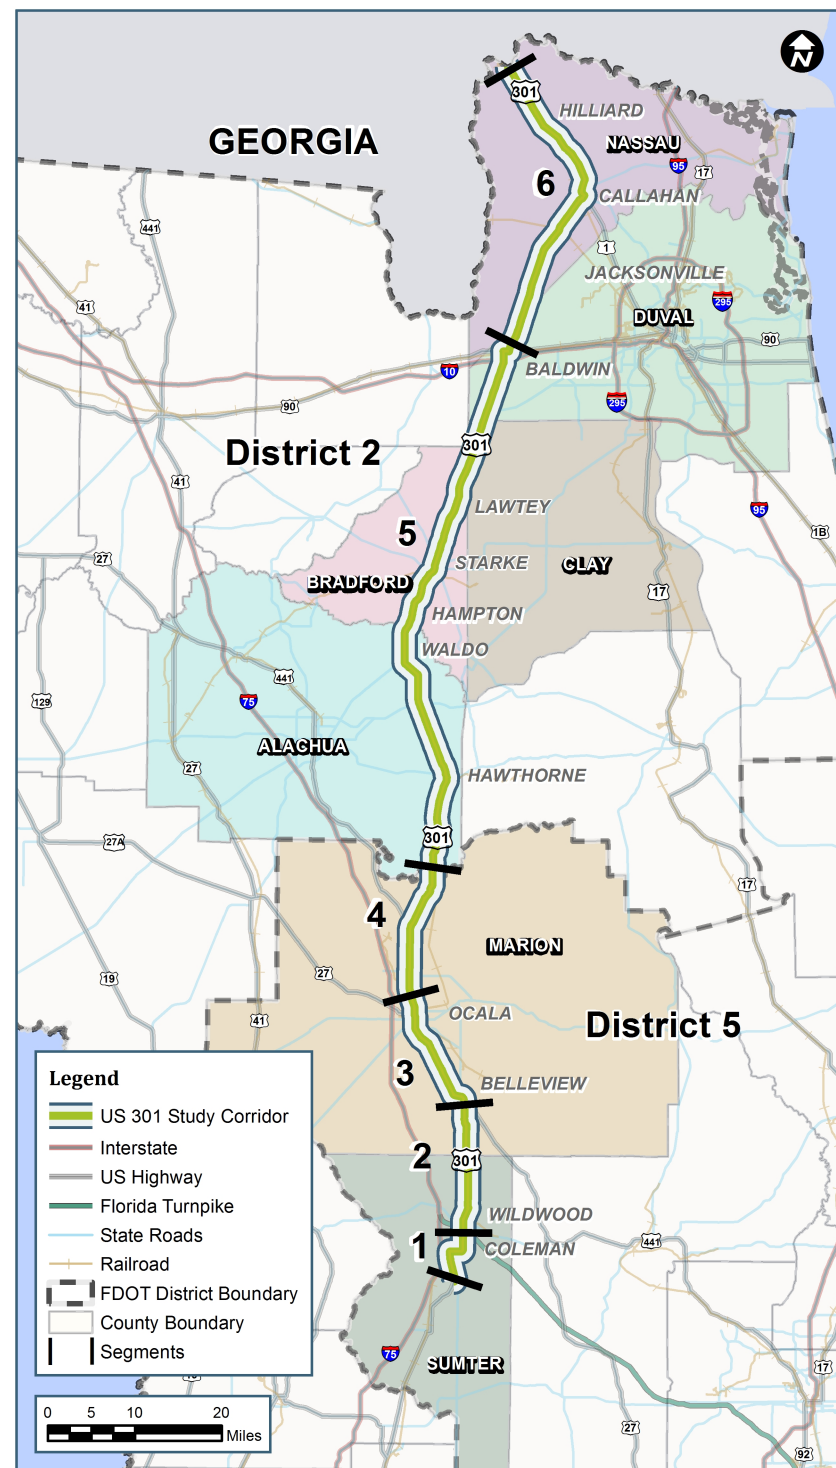 N
301
HILLIARD
GEORGIA
NASSAU
95
17
6
CALLAHAN
441
1
JACKSONVILLE
295
41
DUVAL
90
BALDWIN
10
295
90
301
District 2
41
LAWTEY
95
5
1B
27
STARKE
CLAY
BRADFORD
17
HAMPTON
WALDO
441
129
75
ALACHUA
27
HAWTHORNE
301
27A
17
4
MARION
27
19
OCALA
41
District 5
3
BELLEVIEW
2
301
WILDWOOD
441
1
COLEMAN
75
SUMTER
17
27
92
Legend
US 301 Study Corridor
Interstate
US Highway
Florida Turnpike
State Roads
Railroad
FDOT District Boundary
County Boundary
Segments
0 5 10 20
Miles